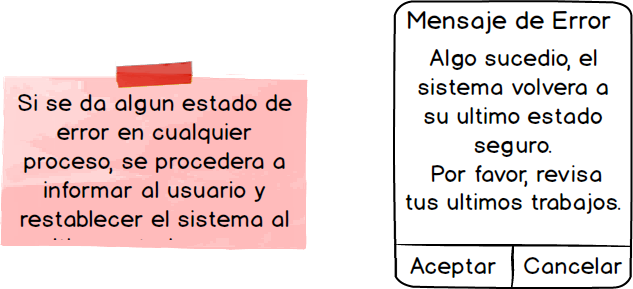 Si se da algun estado de
error en cualquier
proceso, se procedera a
informar al usuario y
restablecer el sistema al
Mensaje de Error
Algo sucedio, el
sistema volvera a
su ultimo estado
seguro.
Por favor, revisa
tus ultimos trabajos.
Aceptar
Cancelar